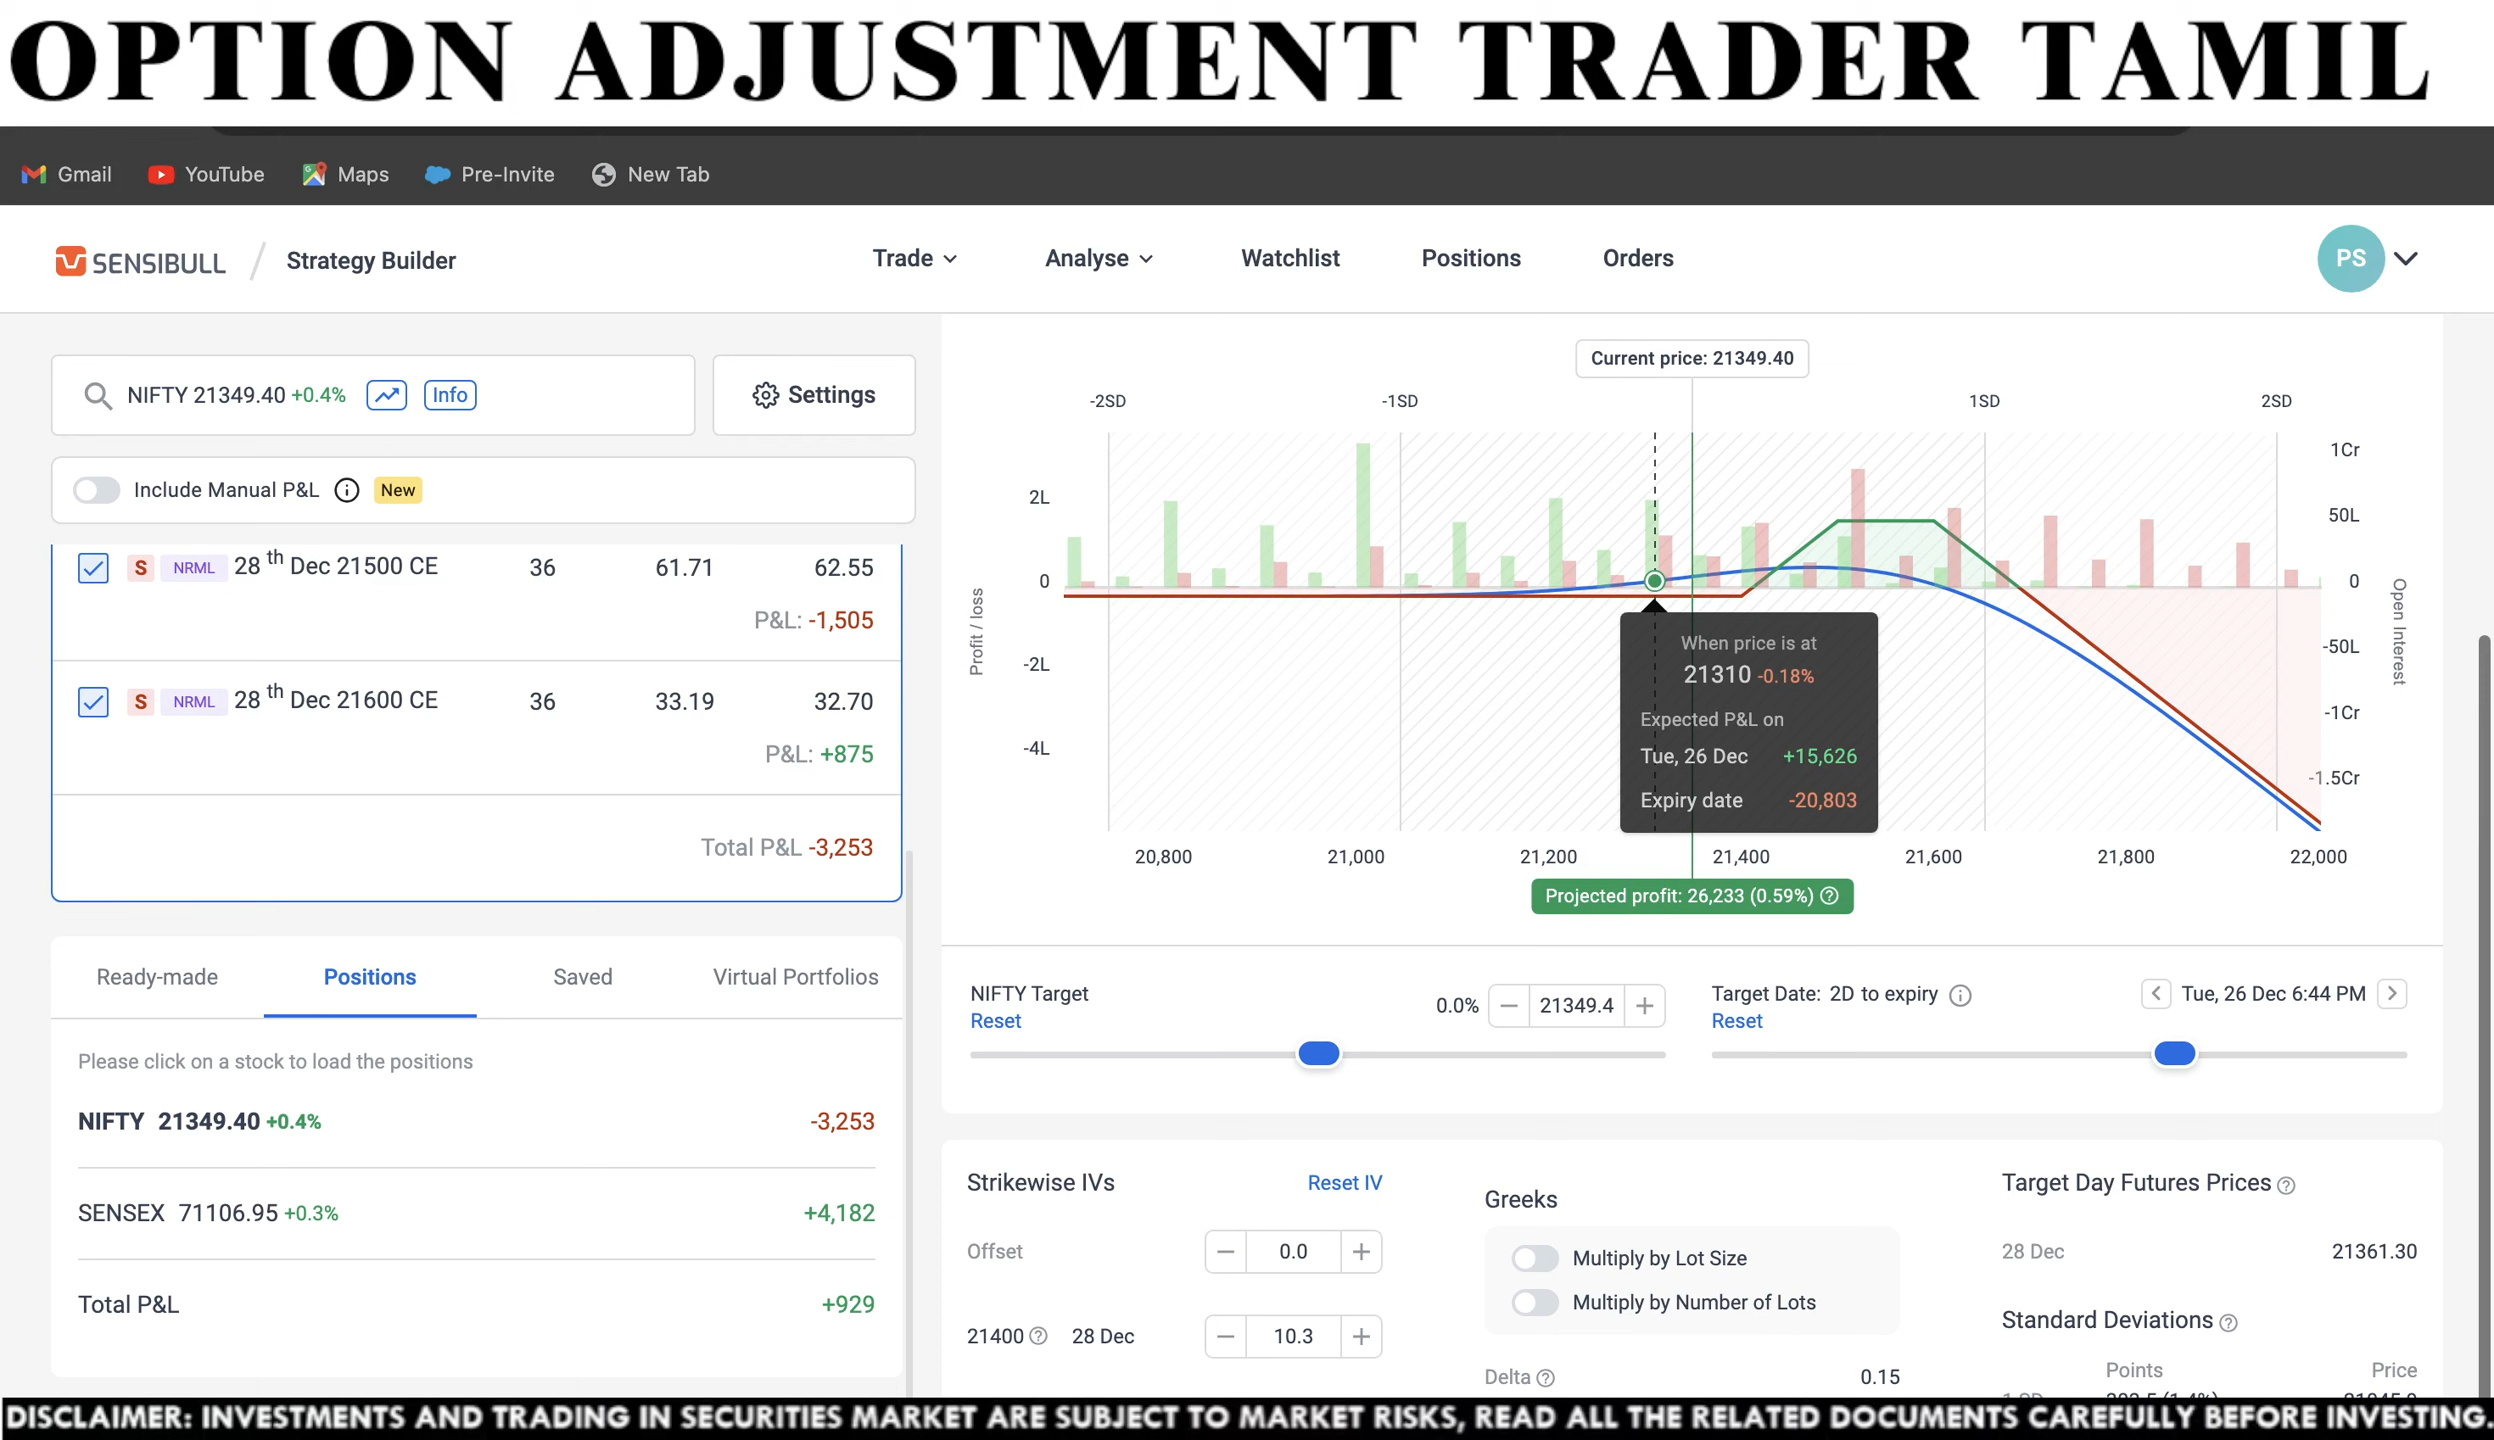 OPTION ADJUSTMENT TRADER TAMIL
Gmail YouTube Maps Pre-Invite New Tab
SENSIBULL / Strategy Builder
Trade Analyse Watchlist Positions Orders
PS
NIFTY 21349.40 +0.4% Info
Settings
Include Manual P&L New
S NRML 28 th Dec 21500 CE 36 61.71 62.55
P&L: -1,505
S NRML 28 th Dec 21600 CE 36 33.19 32.70
P&L: +875
Total P&L -3,253
Ready-made Positions Saved Virtual Portfolios
Please click on a stock to load the positions
NIFTY 21349.40 +0.4% -3,253
SENSEX 71106.95 +0.3% +4,182
Total P&L +929
Current price: 21349.40
-2SD -1SD 1SD 2SD
2L
0
-2L
-4L
Profit / loss
1Cr
50L
0
-50L
-1Cr
-1.5Cr
Open Interest
When price is at
21310 -0.18%
Expected P&L on
Tue, 26 Dec +15,626
Expiry date -20,803
20,800 21,000 21,200 21,400 21,600 21,800 22,000
Projected profit: 26,233 (0.59%)
NIFTY Target
Reset
0.0% − 21349.4 +
Target Date: 2D to expiry
Reset
Tue, 26 Dec 6:44 PM
Strikewise IVs Reset IV
Offset − 0.0 +
21400 28 Dec − 10.3 +
Greeks
Multiply by Lot Size
Multiply by Number of Lots
Delta 0.15
Target Day Futures Prices
28 Dec 21361.30
Standard Deviations
Points Price
DISCLAIMER: INVESTMENTS AND TRADING IN SECURITIES MARKET ARE SUBJECT TO MARKET RISKS, READ ALL THE RELATED DOCUMENTS CAREFULLY BEFORE INVESTING.